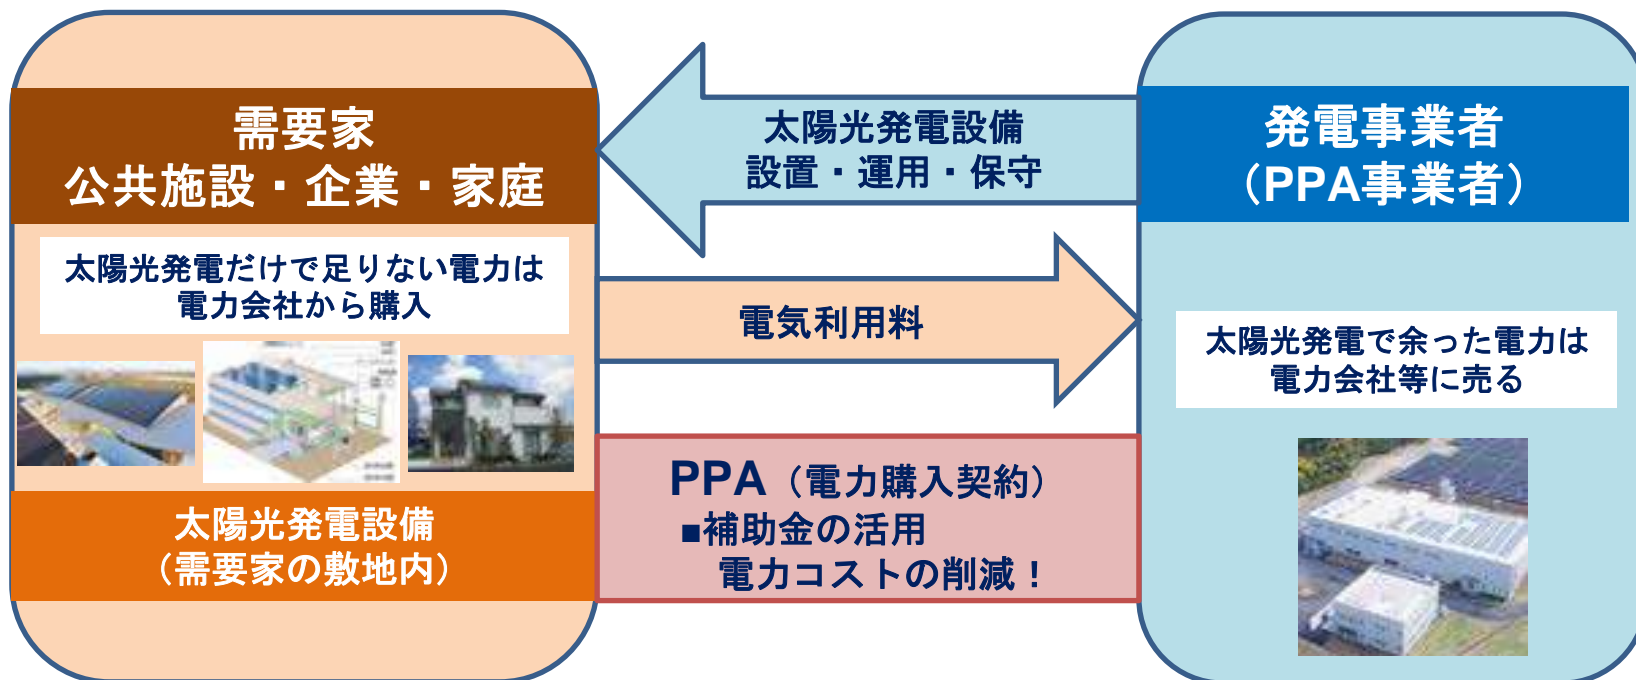 需要家
公共施設・企業・家庭
太陽光発電だけで足りない電力は
電力会社から購入
太陽光発電設備
（需要家の敷地内）
太陽光発電設備
設置・運用・保守
電気利用料
PPA（電力購入契約）
■補助金の活用
電力コストの削減！
発電事業者
（PPA事業者）
太陽光発電で余った電力は
電力会社等に売る